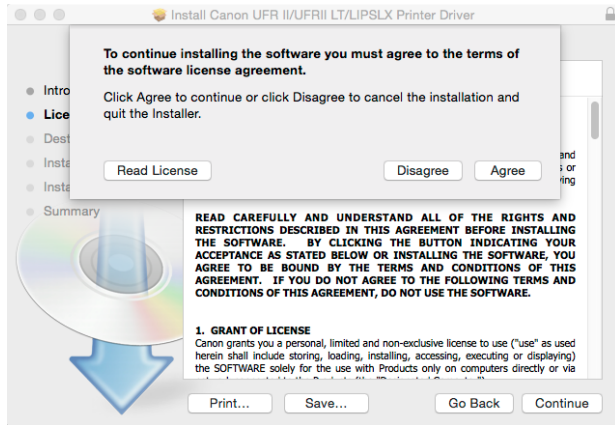 Install Canon UFR II/UFRII LT/LIPSLX Printer Driver
To continue installing the software you must agree to the terms of
the software license agreement.
Click Agree to continue or click Disagree to cancel the installation and
quit the Installer.
Read License
Disagree
Agree
Intro
Lice
Dest
Insta
Insta
Summary
and
s or
ying
READ CAREFULLY AND UNDERSTAND ALL OF THE RIGHTS AND
RESTRICTIONS DESCRIBED IN THIS AGREEMENT BEFORE INSTALLING
THE SOFTWARE. BY CLICKING THE BUTTON INDICATING YOUR
ACCEPTANCE AS STATED BELOW OR INSTALLING THE SOFTWARE, YOU
AGREE TO BE BOUND BY THE TERMS AND CONDITIONS OF THIS
AGREEMENT. IF YOU DO NOT AGREE TO THE FOLLOWING TERMS AND
CONDITIONS OF THIS AGREEMENT, DO NOT USE THE SOFTWARE.
1. GRANT OF LICENSE
Canon grants you a personal, limited and non-exclusive license to use ("use" as used
herein shall include storing, loading, installing, accessing, executing or displaying)
the SOFTWARE solely for the use with Products only on computers directly or via
Print...
Save...
Go Back
Continue